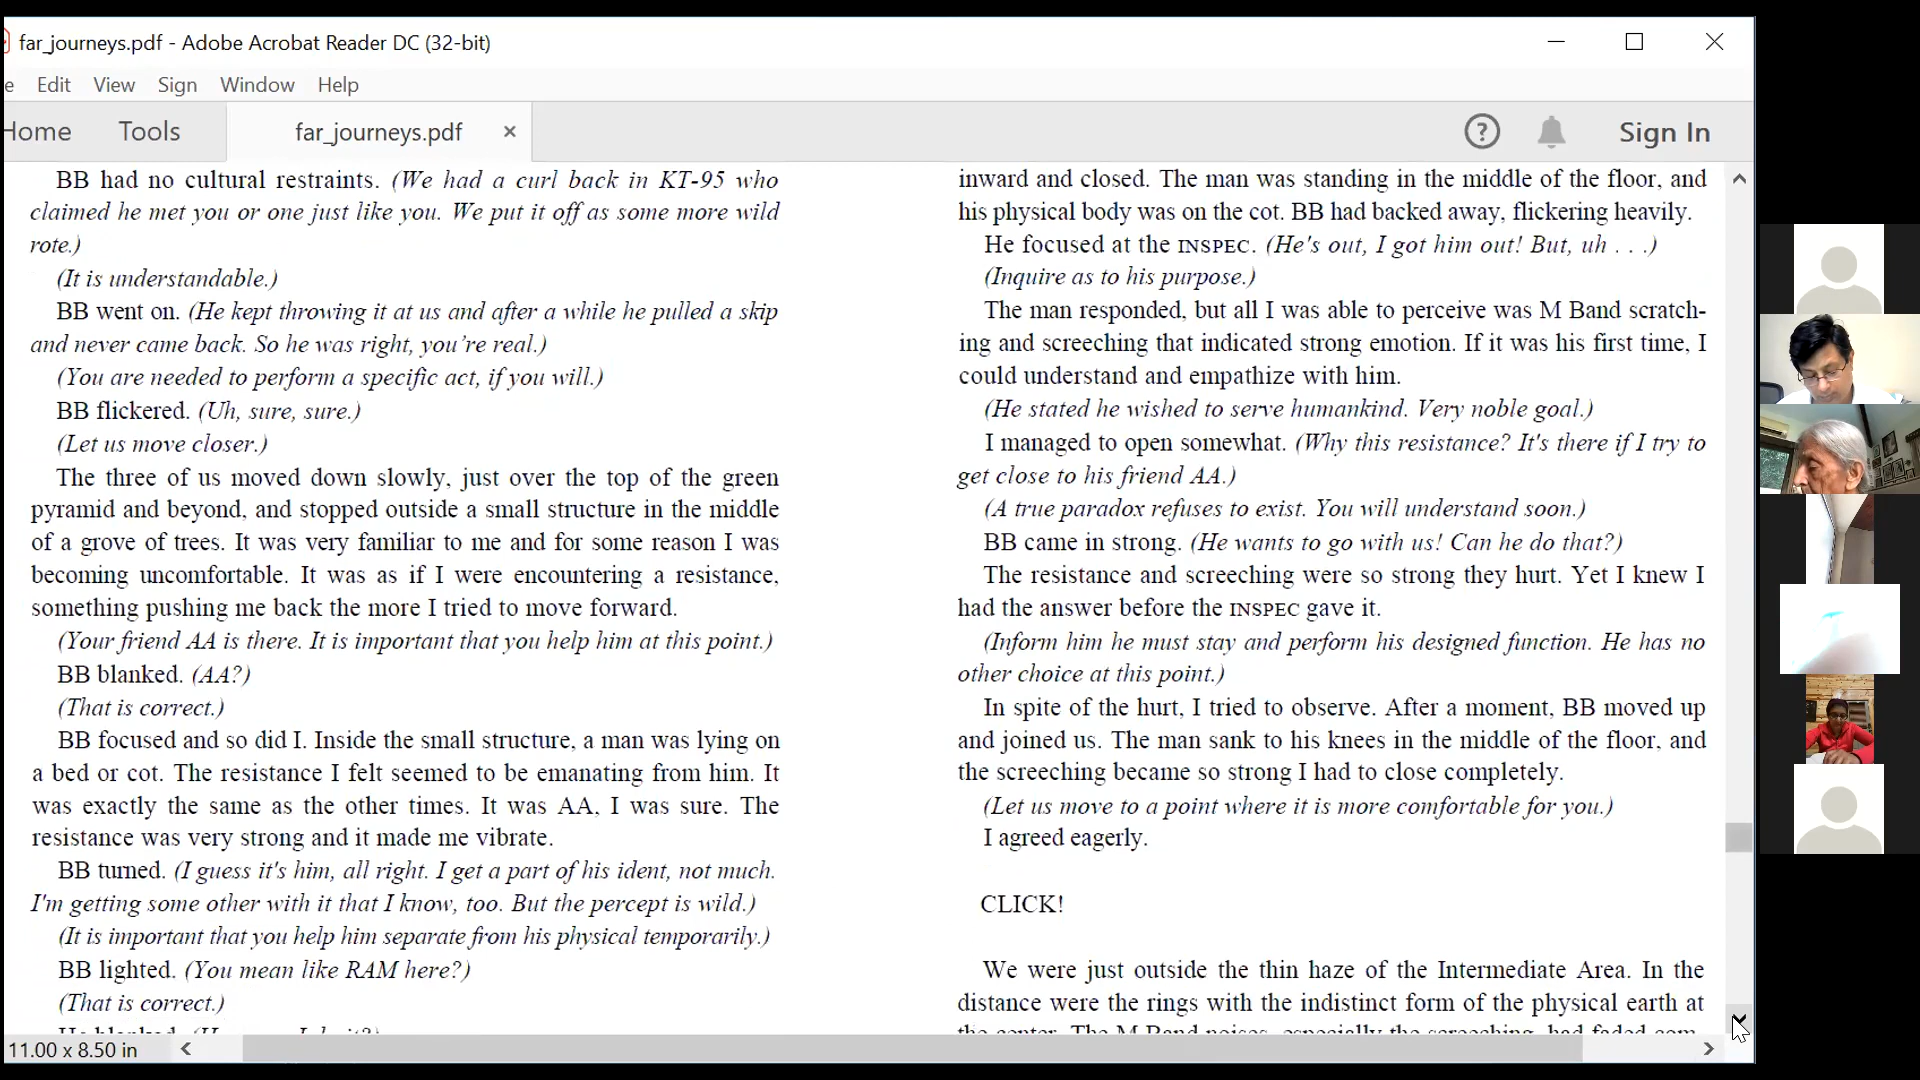 far_journeys.pdf - Adobe Acrobat Reader DC (32-bit)
e Edit View Sign Window Help
Home Tools far_journeys.pdf × ? Sign In
BB had no cultural restraints. (We had a curl back in KT-95 who
claimed he met you or one just like you. We put it off as some more wild
rote.)
(It is understandable.)
BB went on. (He kept throwing it at us and after a while he pulled a skip
and never came back. So he was right, you're real.)
(You are needed to perform a specific act, if you will.)
BB flickered. (Uh, sure, sure.)
(Let us move closer.)
The three of us moved down slowly, just over the top of the green
pyramid and beyond, and stopped outside a small structure in the middle
of a grove of trees. It was very familiar to me and for some reason I was
becoming uncomfortable. It was as if I were encountering a resistance,
something pushing me back the more I tried to move forward.
(Your friend AA is there. It is important that you help him at this point.)
BB blanked. (AA?)
(That is correct.)
BB focused and so did I. Inside the small structure, a man was lying on
a bed or cot. The resistance I felt seemed to be emanating from him. It
was exactly the same as the other times. It was AA, I was sure. The
resistance was very strong and it made me vibrate.
BB turned. (I guess it's him, all right. I get a part of his ident, not much.
I'm getting some other with it that I know, too. But the percept is wild.)
(It is important that you help him separate from his physical temporarily.)
BB lighted. (You mean like RAM here?)
(That is correct.)
inward and closed. The man was standing in the middle of the floor, and
his physical body was on the cot. BB had backed away, flickering heavily.
He focused at the INSPEC. (He's out, I got him out! But, uh . . .)
(Inquire as to his purpose.)
The man responded, but all I was able to perceive was M Band scratch-
ing and screeching that indicated strong emotion. If it was his first time, I
could understand and empathize with him.
(He stated he wished to serve humankind. Very noble goal.)
I managed to open somewhat. (Why this resistance? It's there if I try to
get close to his friend AA.)
(A true paradox refuses to exist. You will understand soon.)
BB came in strong. (He wants to go with us! Can he do that?)
The resistance and screeching were so strong they hurt. Yet I knew I
had the answer before the INSPEC gave it.
(Inform him he must stay and perform his designed function. He has no
other choice at this point.)
In spite of the hurt, I tried to observe. After a moment, BB moved up
and joined us. The man sank to his knees in the middle of the floor, and
the screeching became so strong I had to close completely.
(Let us move to a point where it is more comfortable for you.)
I agreed eagerly.
CLICK!
We were just outside the thin haze of the Intermediate Area. In the
distance were the rings with the indistinct form of the physical earth at
11.00 x 8.50 in